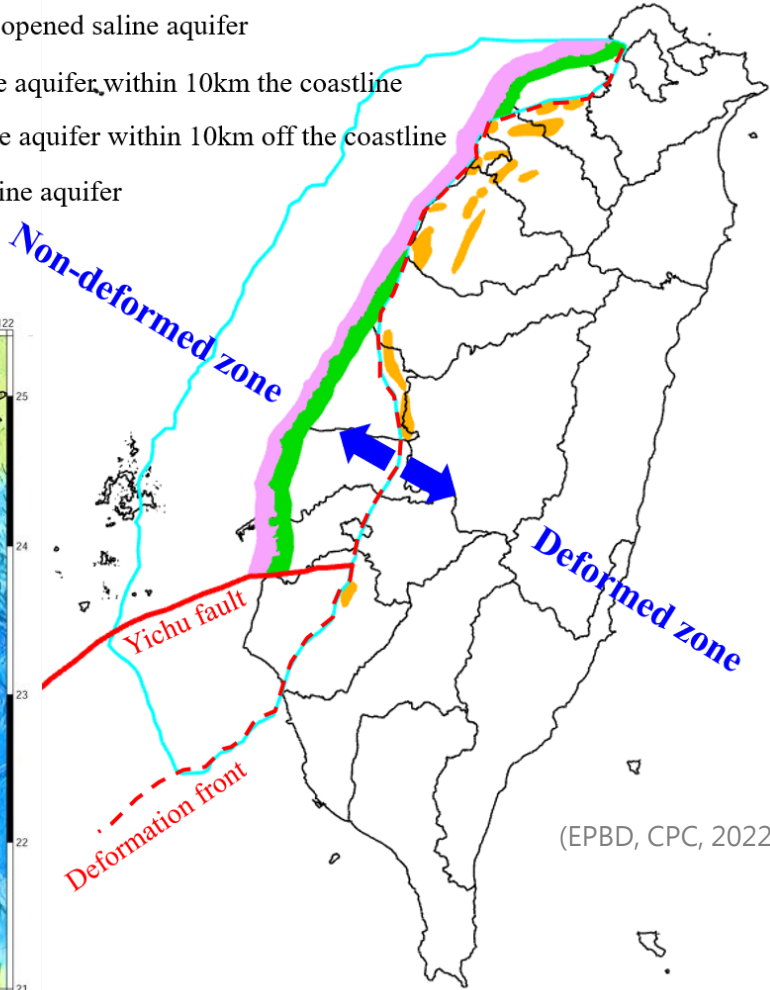 opened saline aquifer
e aquifer within 10km the coastline
e aquifer within 10km off the coastline
ine aquifer
Non-deformed zone
122
25
24
Deformed zone
Yichu fault
23
Deformation front
22
(EPBD, CPC, 2022
21